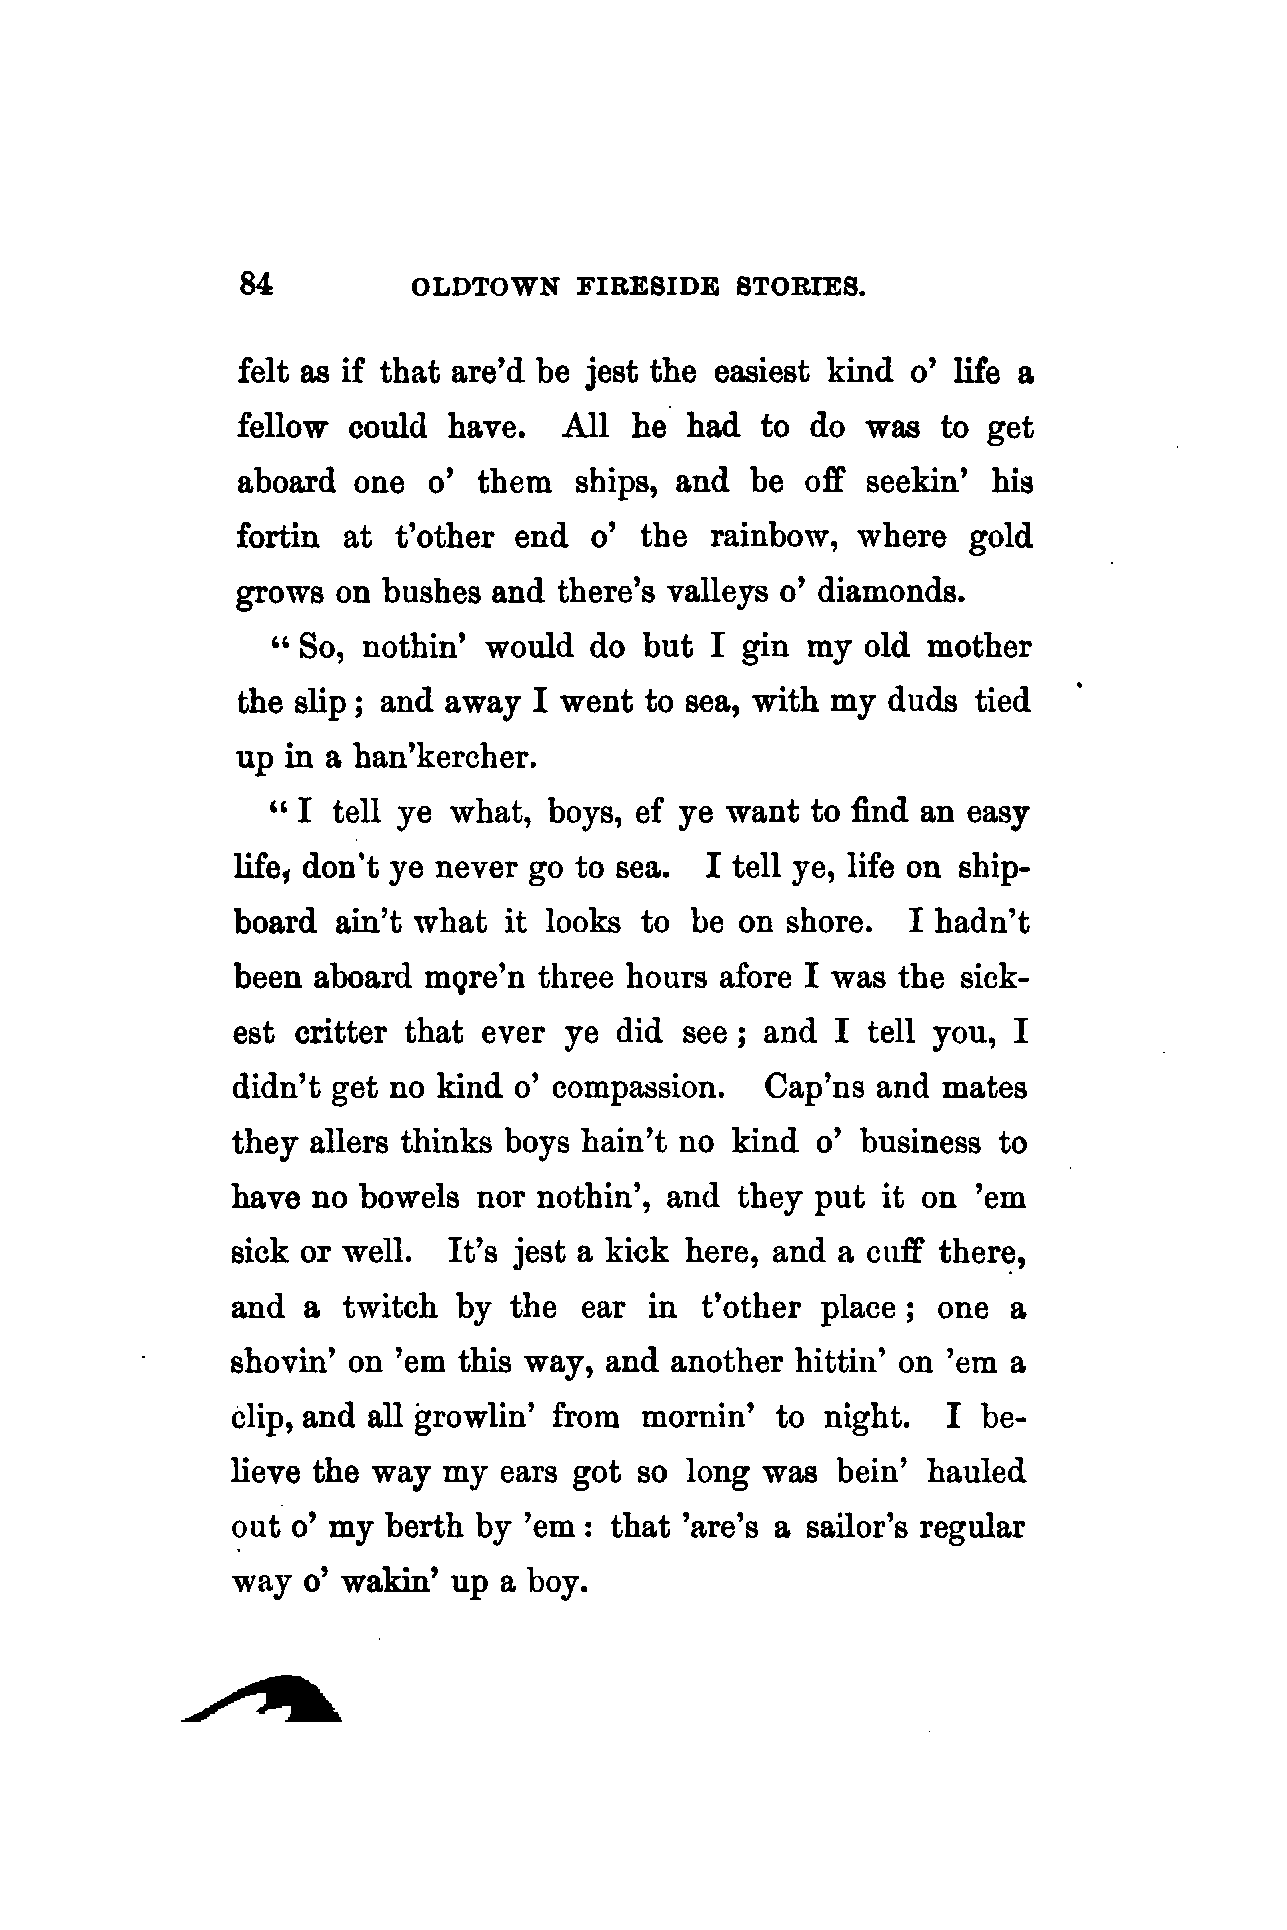 84 OLDTOWN FIRESIDE STORIES.
felt as if that are'd be jest the easiest kind o' life a
fellow could have. All he had to do was to get
aboard one o' them ships, and be off seekin' his
fortin at t'other end o' the rainbow, where gold
grows on bushes and there's valleys o' diamonds.
“ So, nothin' would do but I gin my old mother
the slip ; and away I went to sea, with my duds tied
up in a han'kercher.
“ I tell ye what, boys, ef ye want to find an easy
life, don't ye never go to sea. I tell ye, life on ship-
board ain't what it looks to be on shore. I hadn't
been aboard more'n three hours afore I was the sick-
est critter that ever ye did see ; and I tell you, I
didn't get no kind o' compassion. Cap'ns and mates
they allers thinks boys hain't no kind o' business to
have no bowels nor nothin', and they put it on 'em
sick or well. It's jest a kick here, and a cuff there,
and a twitch by the ear in t'other place ; one a
shovin' on 'em this way, and another hittin' on 'em a
clip, and all growlin' from mornin' to night. I be-
lieve the way my ears got so long was bein' hauled
out o' my berth by 'em : that 'are's a sailor's regular
way o' wakin' up a boy.